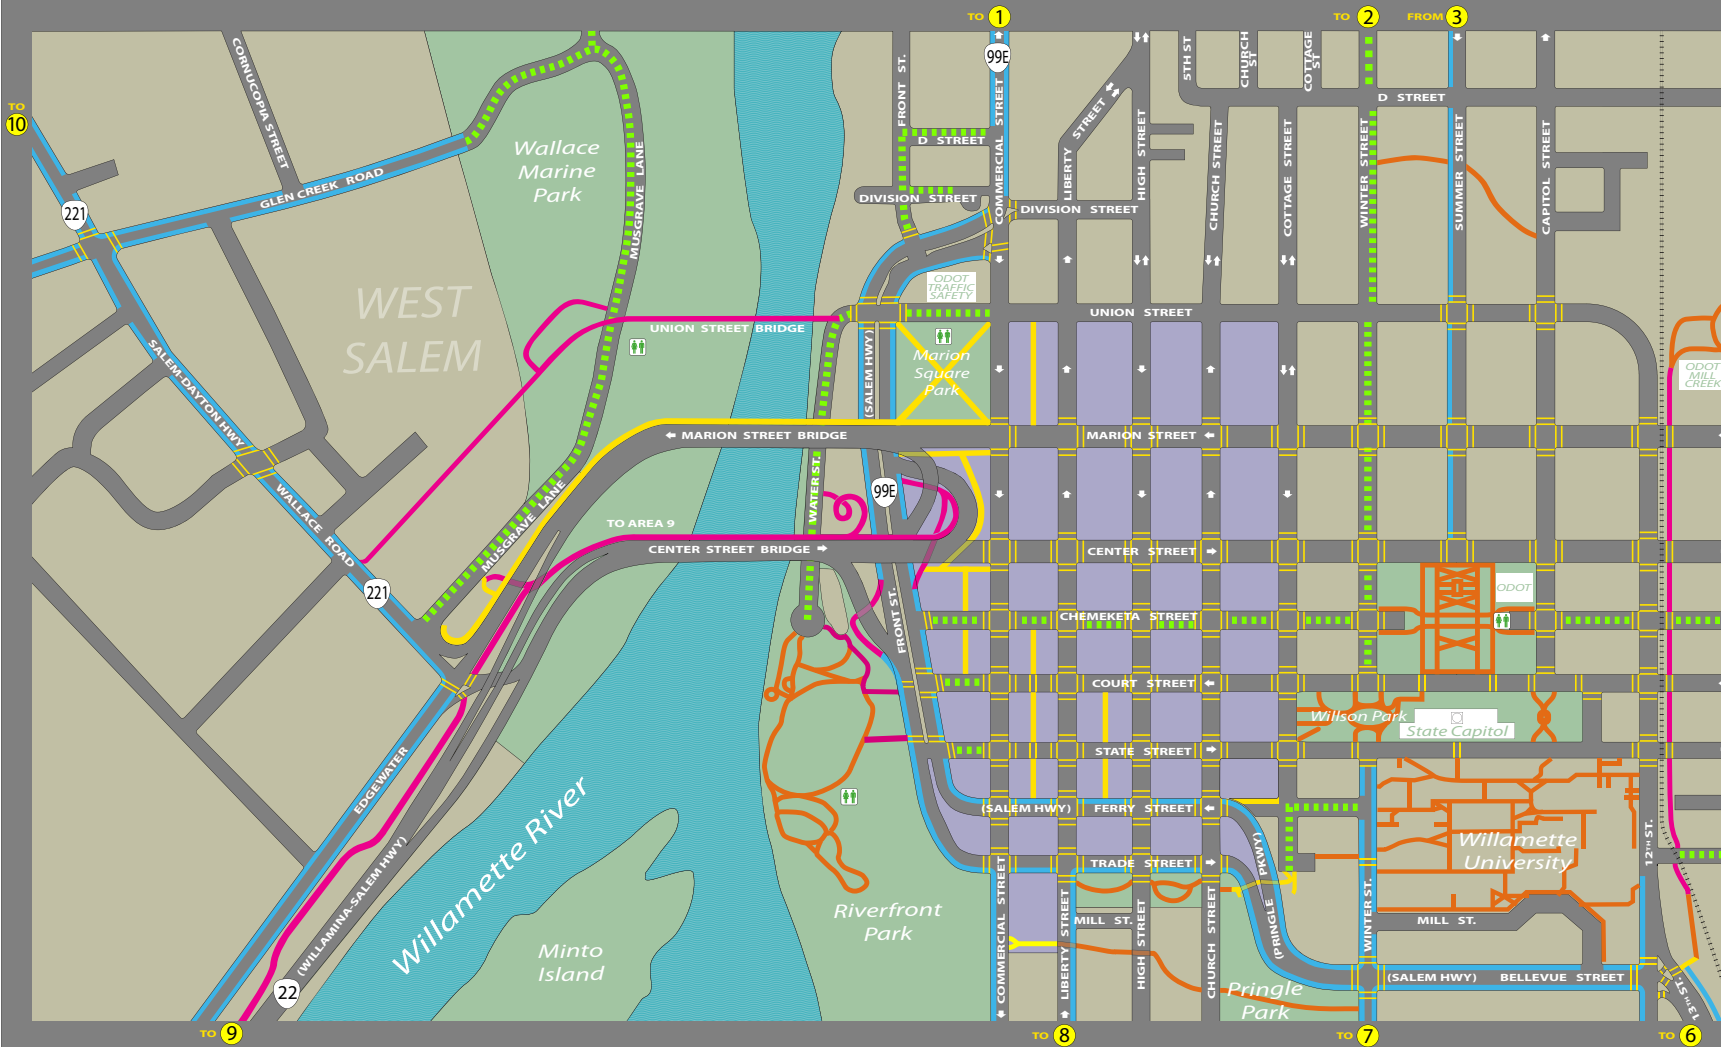 TO 1
TO 2
FROM 3
TO
10
CORNUCOPIA STREET
GLEN CREEK ROAD
221
Wallace
Marine
Park
MUSGRAVE LANE
FRONT ST.
99E
COMMERCIAL STREET
D STREET
DIVISION STREET
DIVISION STREET
LIBERTY STREET
HIGH STREET
5TH ST
CHURCH ST
COTTAGE ST
D STREET
CHURCH STREET
COTTAGE STREET
WINTER STREET
SUMMER STREET
CAPITOL STREET
WEST
SALEM
UNION STREET BRIDGE
ODOT
TRAFFIC
SAFETY
UNION STREET
Marion
Square
Park
(SALEM HWY)
ODOT
MILL
CREEK
SALEM-DAYTON HWY
MARION STREET BRIDGE
MARION STREET
WALLACE ROAD
MUSGRAVE LANE
WATER ST.
99E
TO AREA 9
CENTER STREET BRIDGE
CENTER STREET
221
FRONT ST.
ODOT
CHEMEKETA STREET
COURT STREET
Willson Park
State Capitol
STATE STREET
EDGEWATER
Willamette River
(SALEM HWY) FERRY STREET
(PRINGLE PKWY)
Willamette
University
12TH ST.
TRADE STREET
(WILLAMINA-SALEM HWY)
22
Minto
Island
Riverfront
Park
COMMERCIAL STREET
LIBERTY STREET
MILL ST.
HIGH STREET
CHURCH STREET
WINTER ST.
MILL ST.
(SALEM HWY) BELLEVUE STREET
Pringle
Park
13TH ST.
TO 9
TO 8
TO 7
TO 6